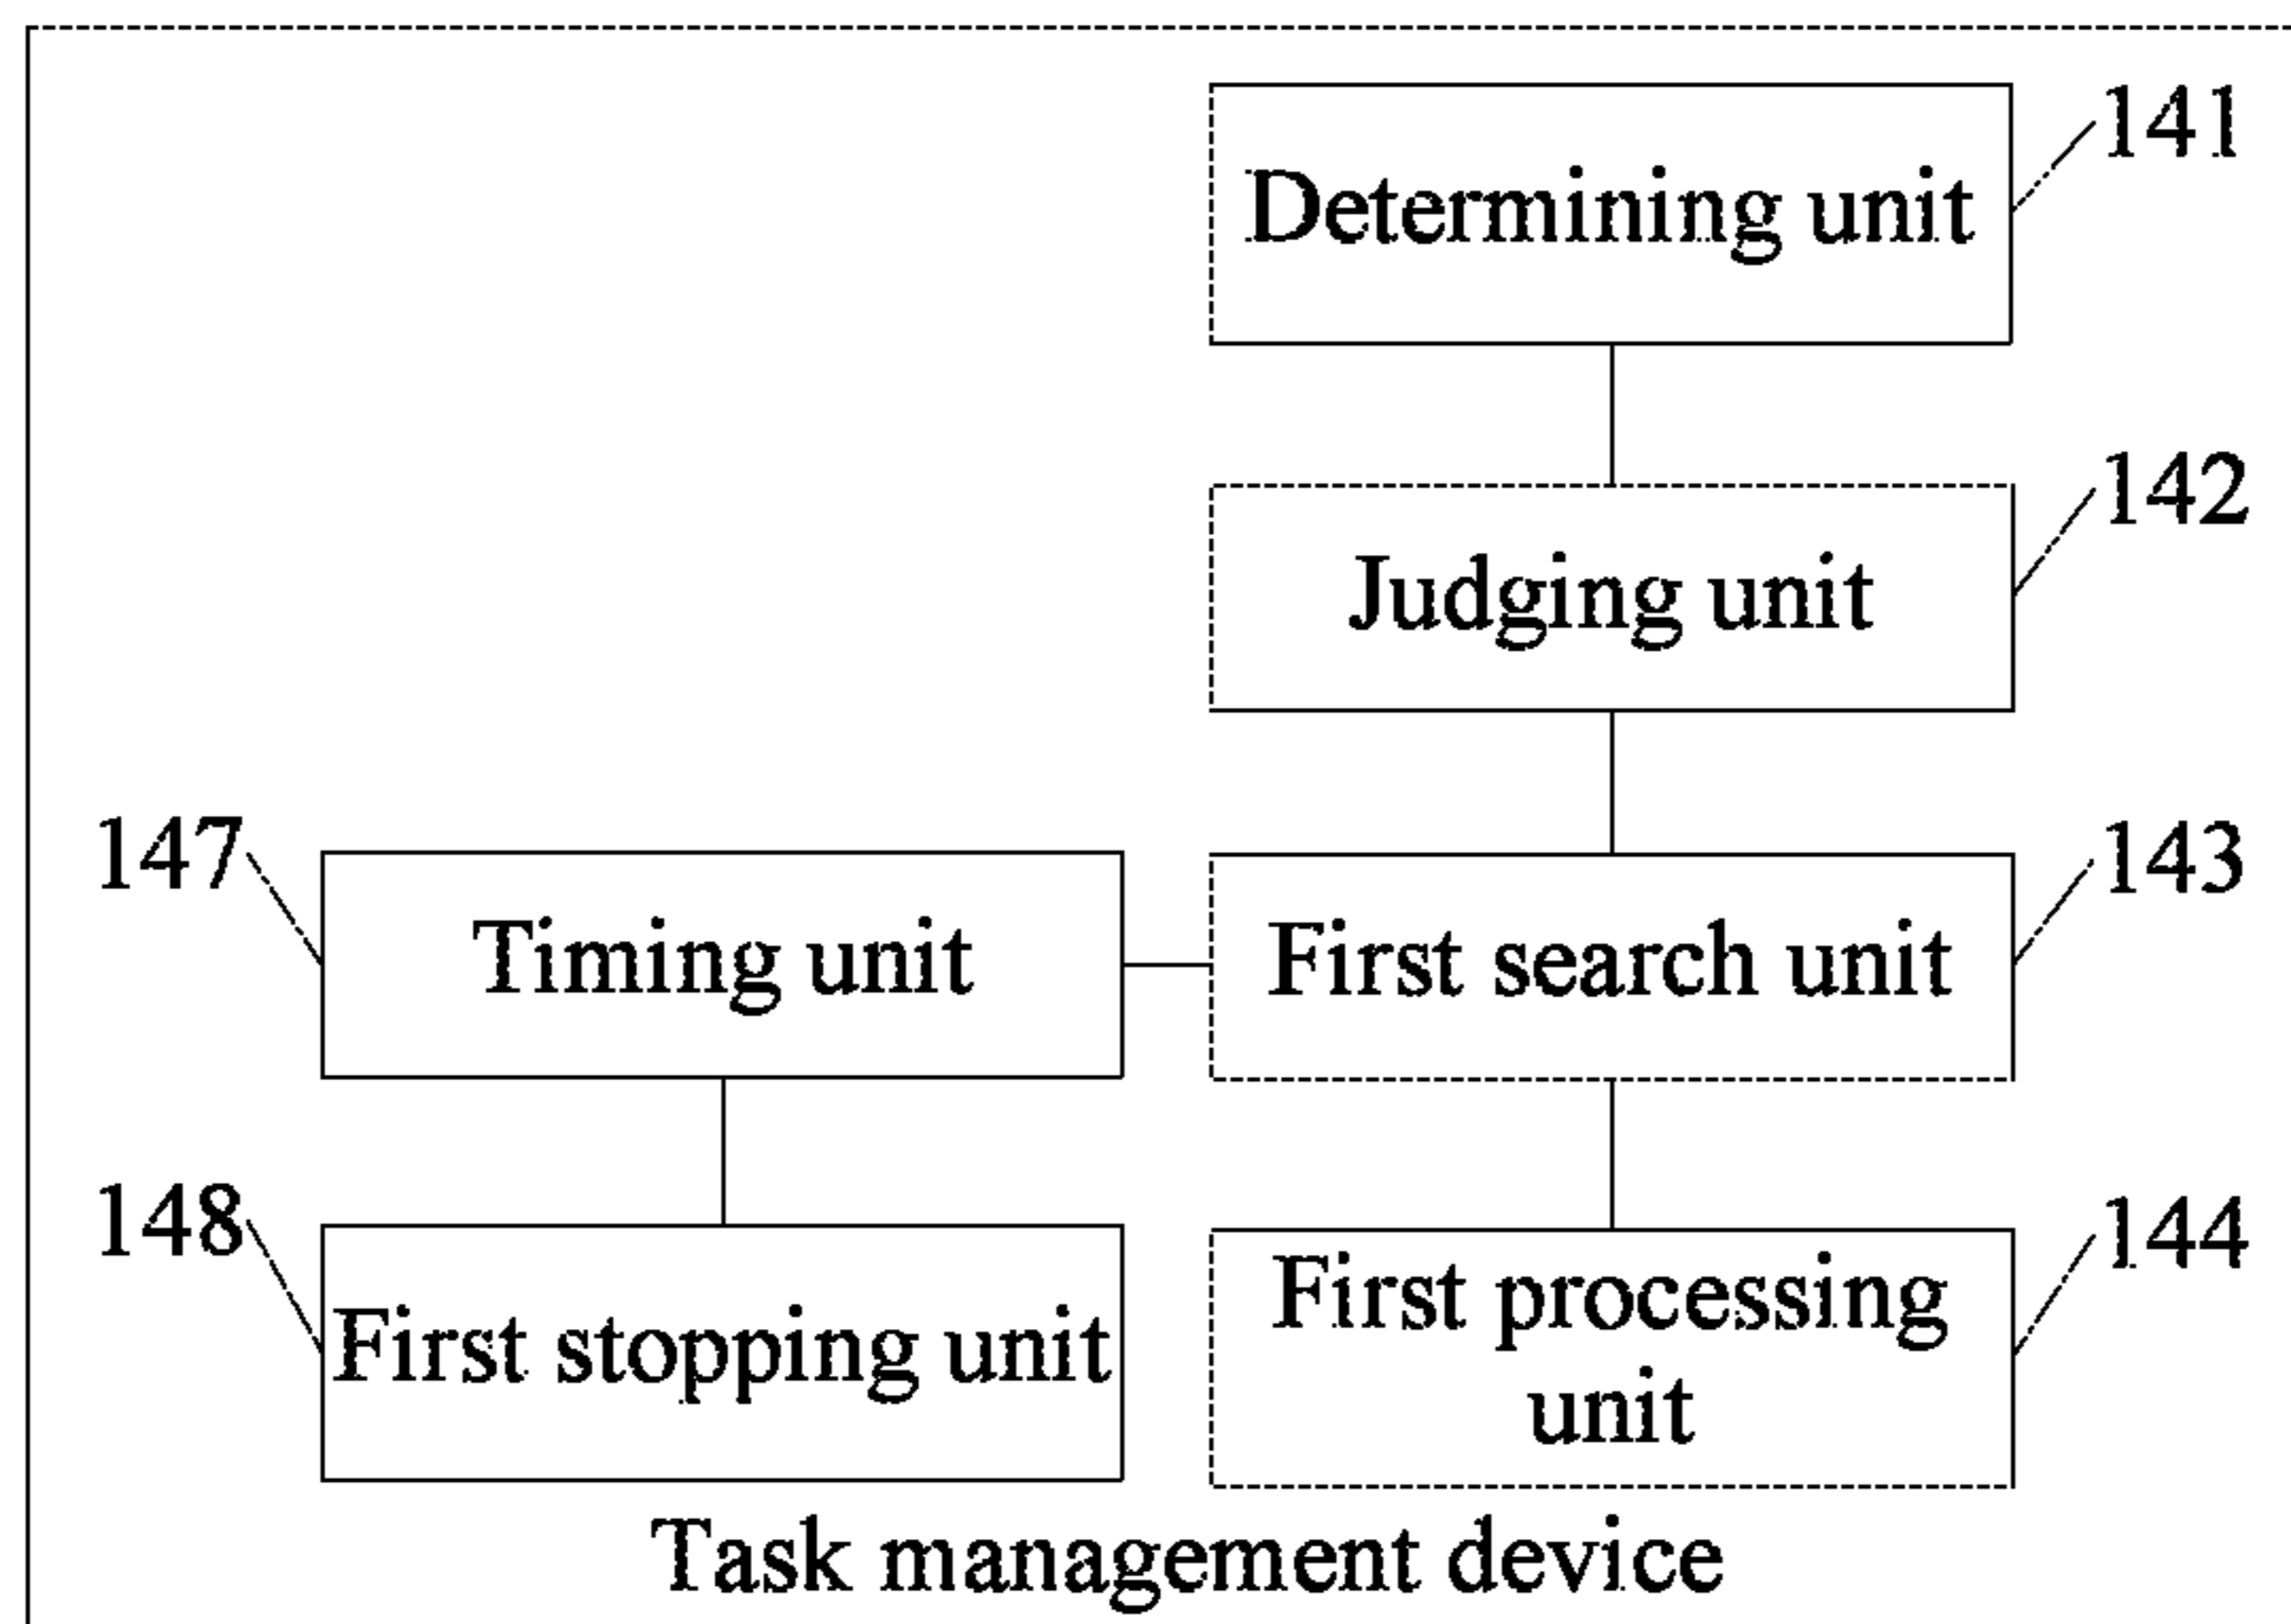 141
Determining unit
142
Judging unit
147
Timing unit
143
First search unit
148
First stopping unit
144
First processing
unit
Task management device